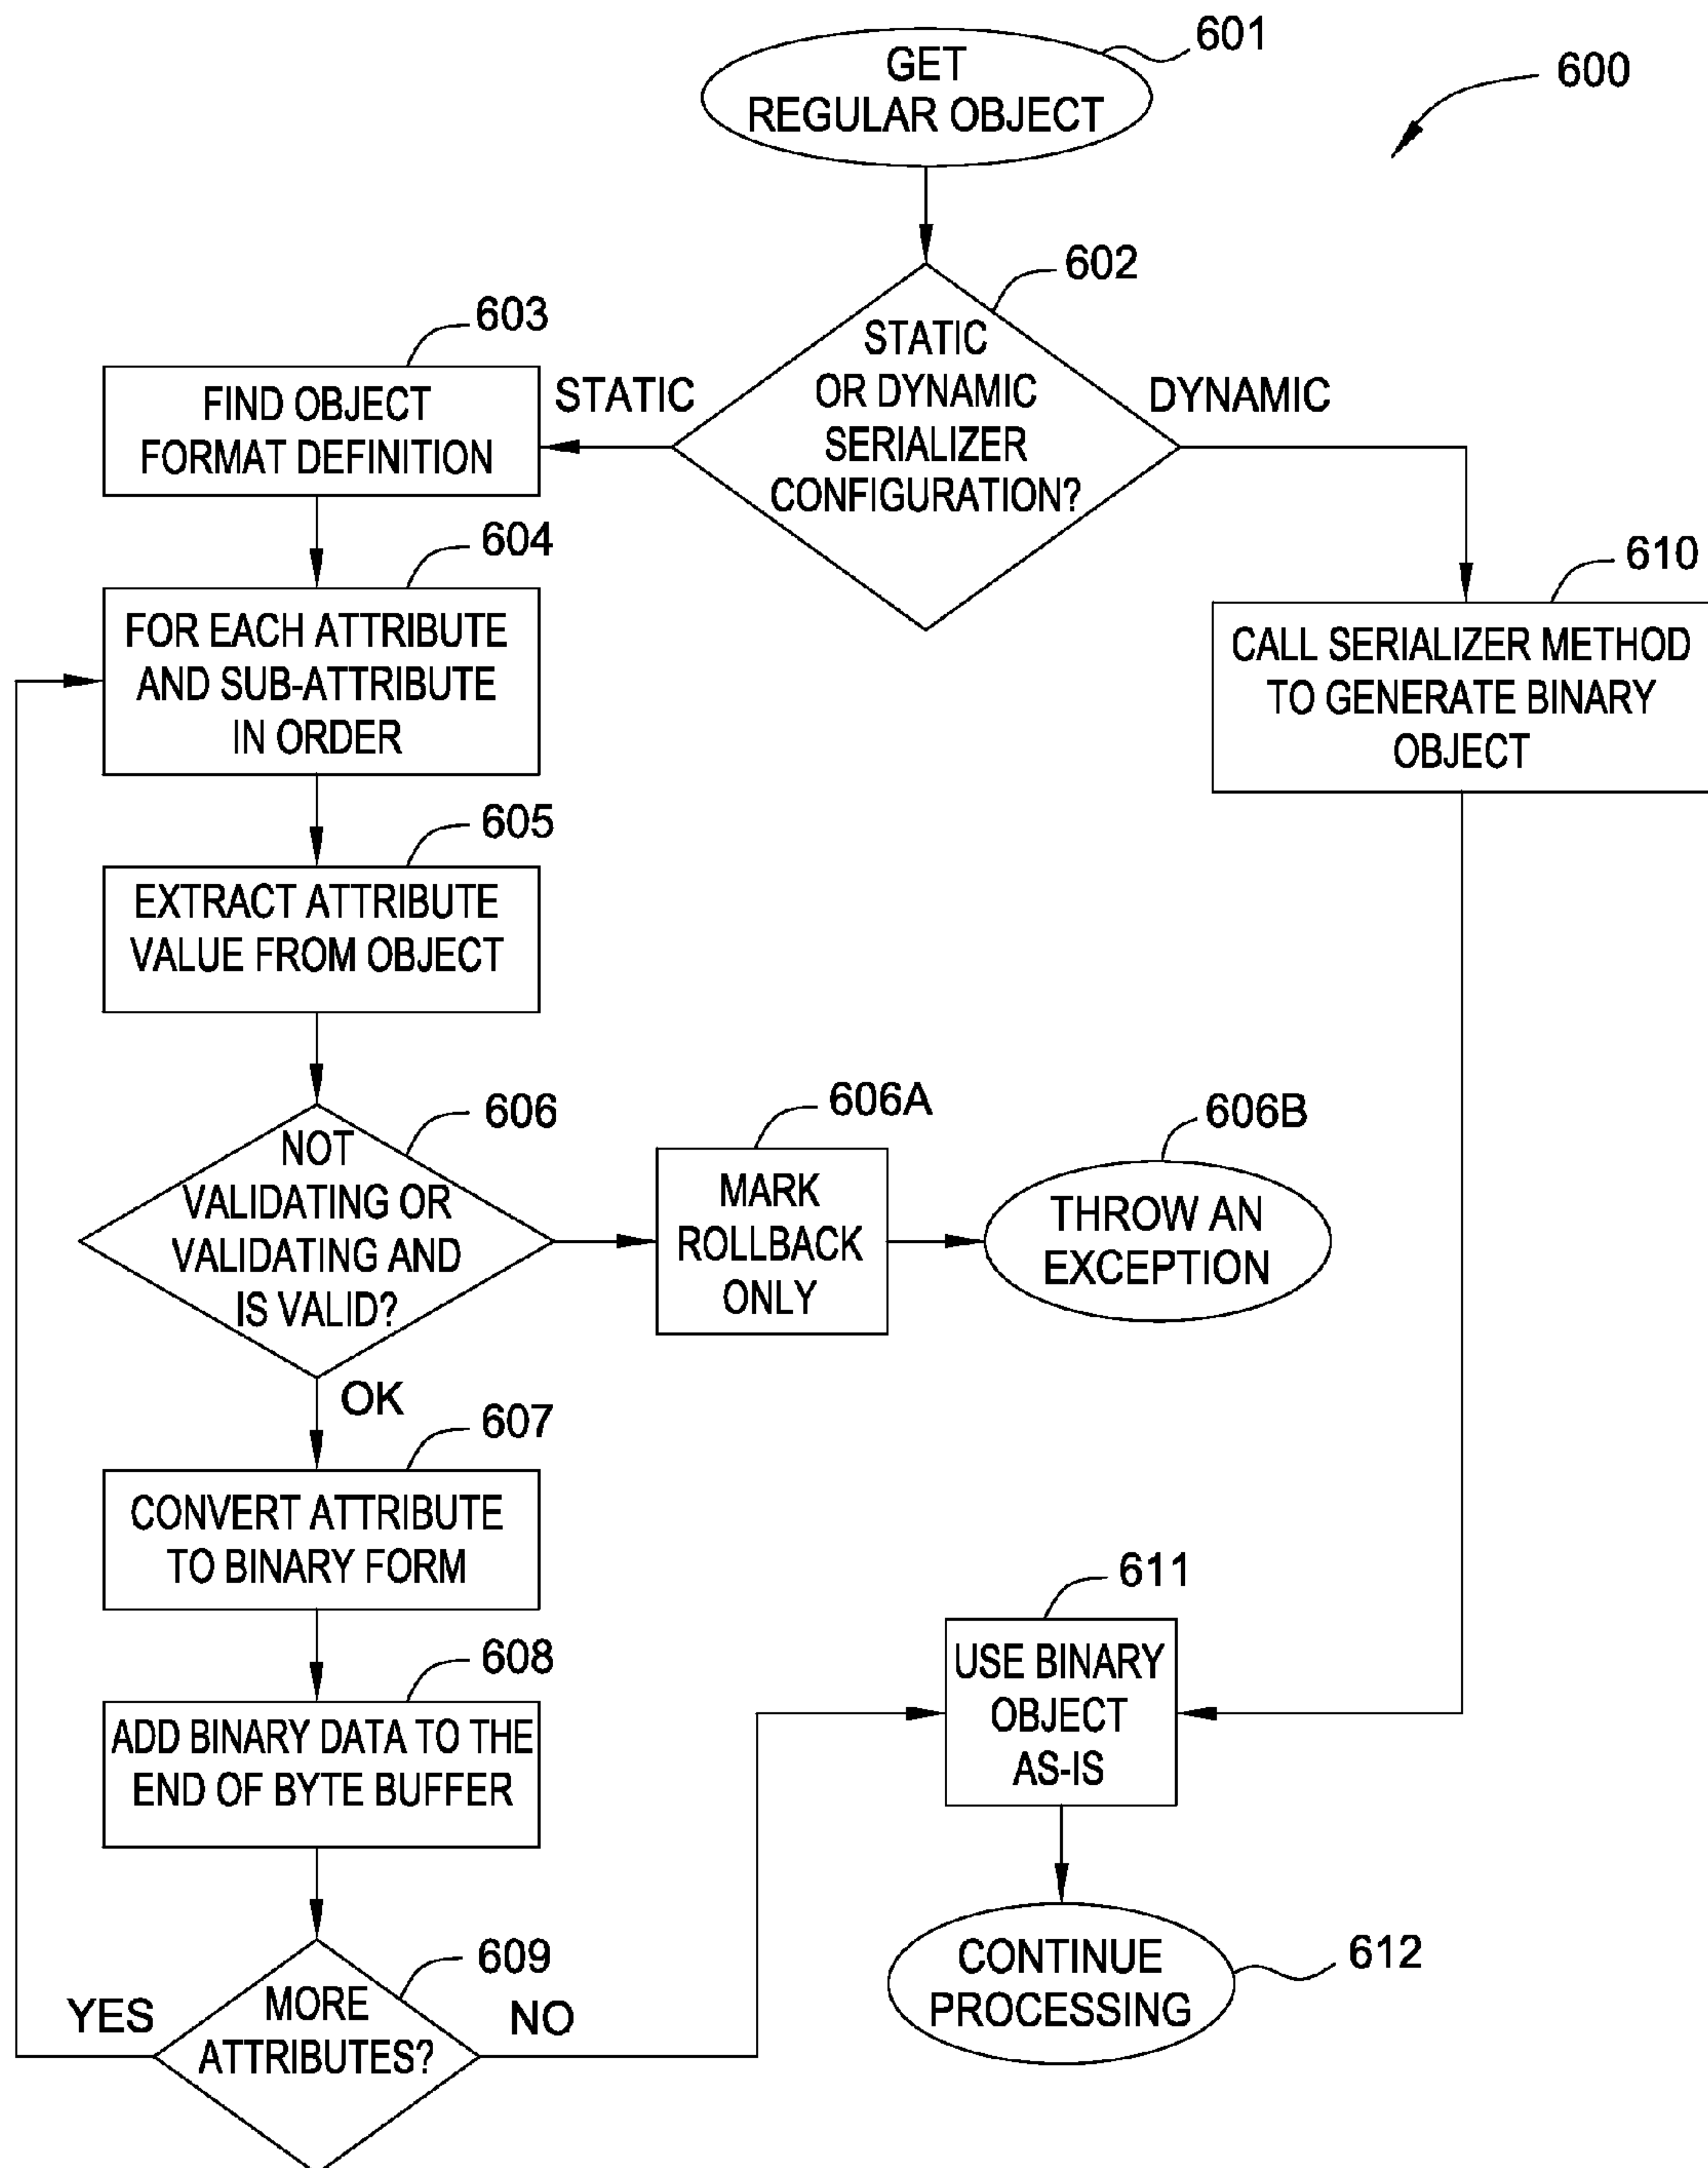 601
GET
REGULAR OBJECT
600
602
STATIC
OR DYNAMIC
SERIALIZER
CONFIGURATION?
STATIC
DYNAMIC
603
FIND OBJECT
FORMAT DEFINITION
604
FOR EACH ATTRIBUTE
AND SUB-ATTRIBUTE
IN ORDER
610
CALL SERIALIZER METHOD
TO GENERATE BINARY
OBJECT
605
EXTRACT ATTRIBUTE
VALUE FROM OBJECT
606
NOT
VALIDATING OR
VALIDATING AND
IS VALID?
606A
MARK
ROLLBACK
ONLY
606B
THROW AN
EXCEPTION
OK
607
CONVERT ATTRIBUTE
TO BINARY FORM
608
ADD BINARY DATA TO THE
END OF BYTE BUFFER
609
MORE
ATTRIBUTES?
YES
NO
611
USE BINARY
OBJECT
AS-IS
CONTINUE
PROCESSING
612